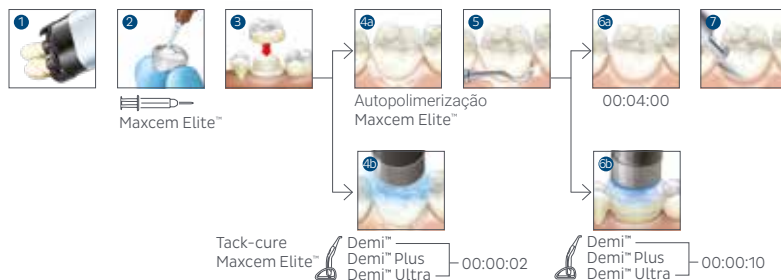 1
2
3
4a
5
6a
7
Maxcem Elite™
Autopolimerização
Maxcem Elite™
00:04:00
4b
6b
Tack-cure
Maxcem Elite™
Demi™
Demi™ Plus
Demi™ Ultra
00:00:02
Demi™
Demi™ Plus
Demi™ Ultra
00:00:10